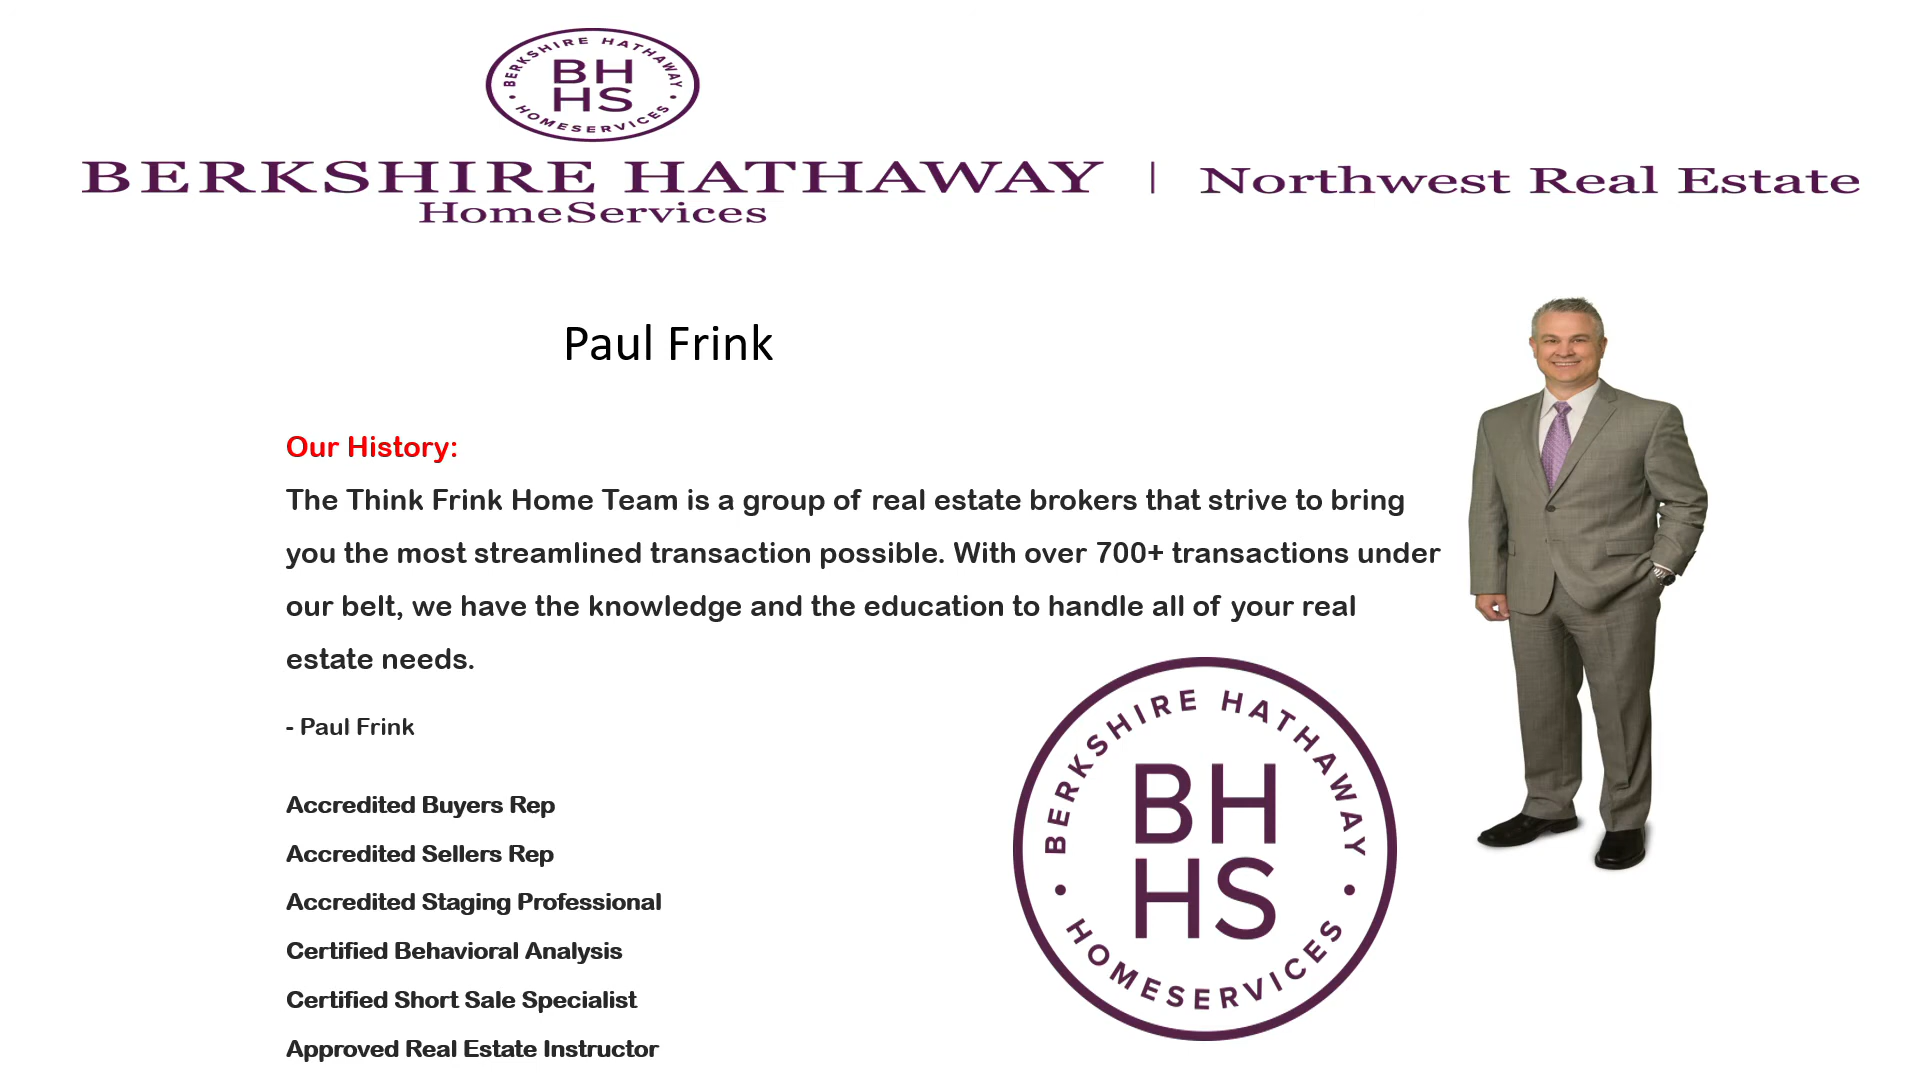 BERKSHIRE HATHAWAY
BH
HS
HOMESERVICES
BERKSHIRE HATHAWAY | Northwest Real Estate
HomeServices
Paul Frink
Our History:
The Think Frink Home Team is a group of real estate brokers that strive to bring
you the most streamlined transaction possible. With over 700+ transactions under
our belt, we have the knowledge and the education to handle all of your real
estate needs.
- Paul Frink
Accredited Buyers Rep
Accredited Sellers Rep
Accredited Staging Professional
Certified Behavioral Analysis
Certified Short Sale Specialist
Approved Real Estate Instructor
BERKSHIRE HATHAWAY
BH
HS
HOMESERVICES